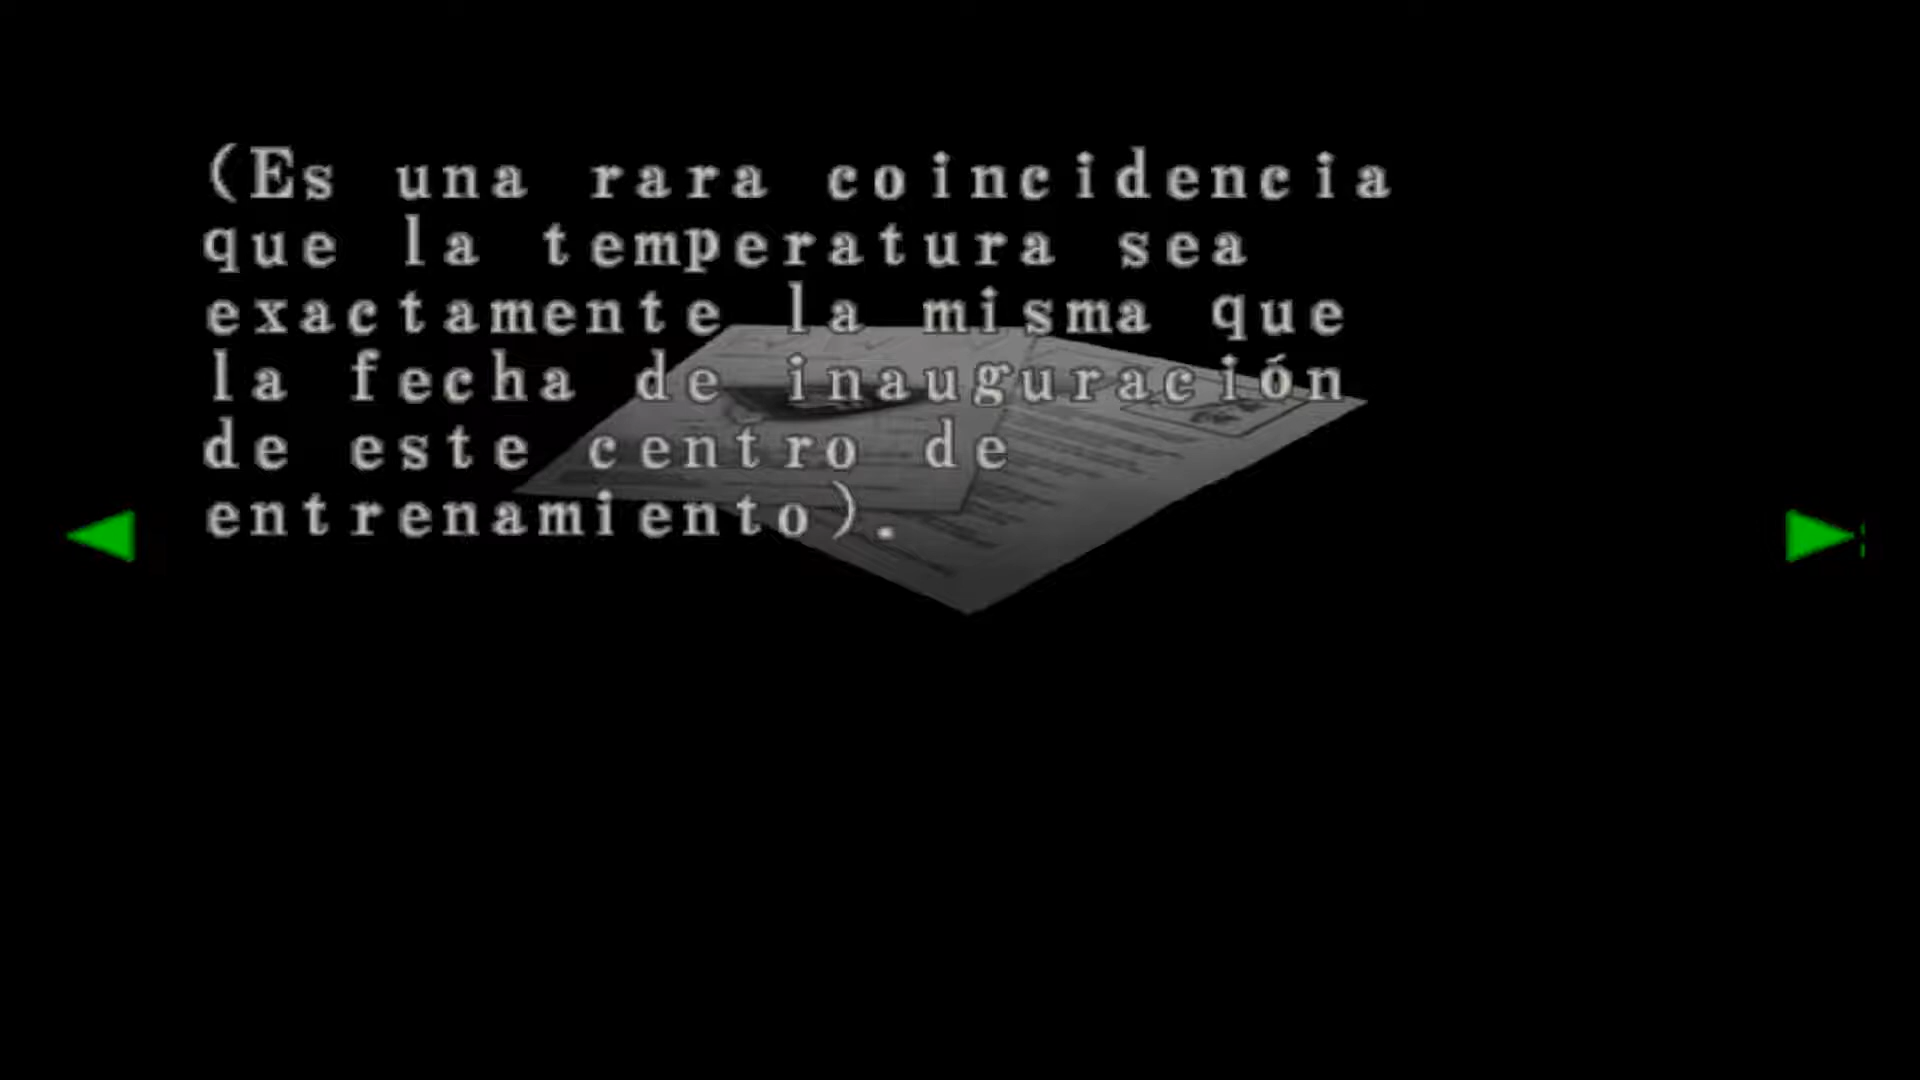 (Es una rara coincidencia
que la temperatura sea
exactamente la misma que
la fecha de inauguración
de este centro de
entrenamiento).